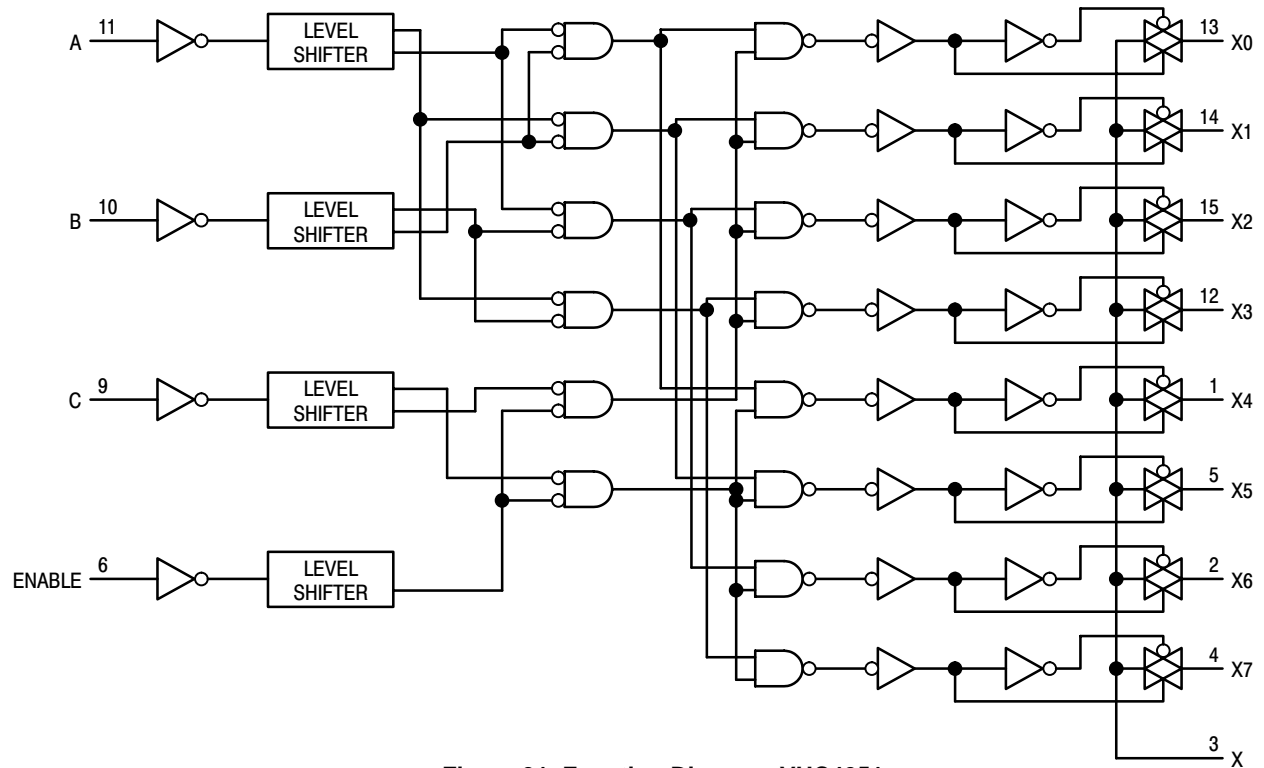 A 11 LEVEL SHIFTER 13 X0
14 X1
B 10 LEVEL SHIFTER 15 X2
12 X3
C 9 LEVEL SHIFTER 1 X4
5 X5
ENABLE 6 LEVEL SHIFTER 2 X6
4 X7
3 X